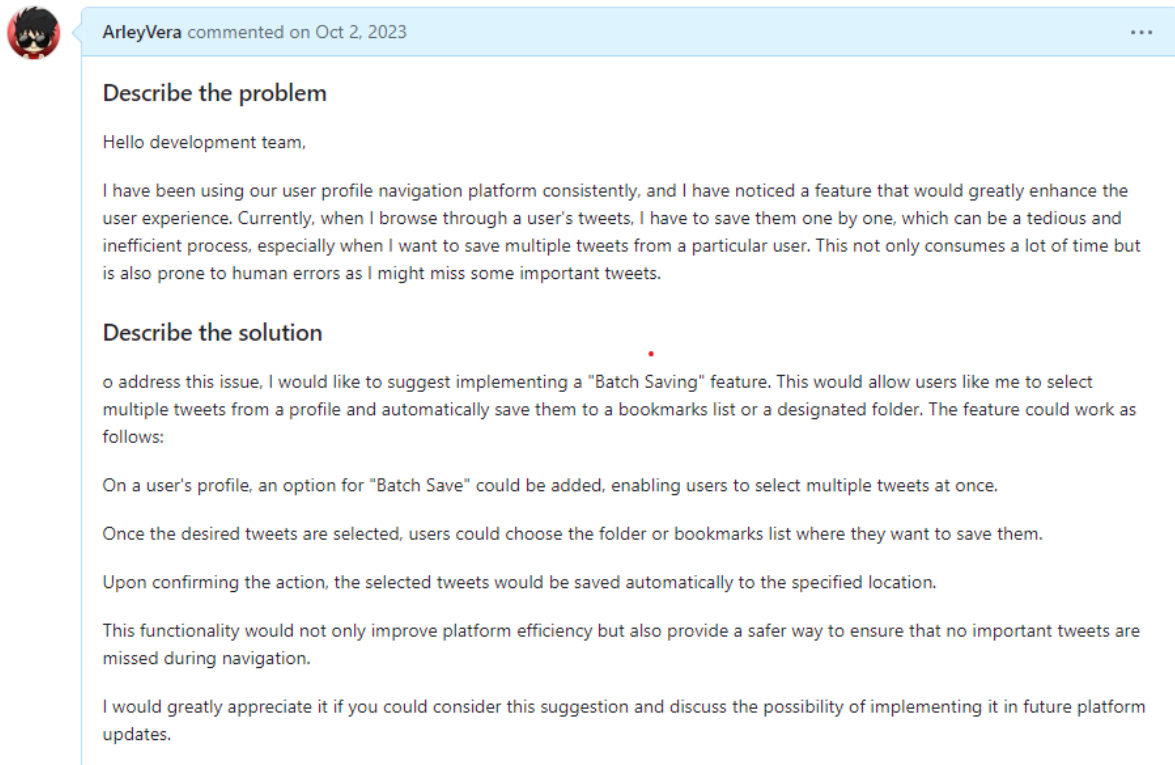 ArleyVera commented on Oct 2, 2023
Describe the problem
Hello development team,
I have been using our user profile navigation platform consistently, and I have noticed a feature that would greatly enhance the
user experience. Currently, when I browse through a user's tweets, I have to save them one by one, which can be a tedious and
inefficient process, especially when I want to save multiple tweets from a particular user. This not only consumes a lot of time but
is also prone to human errors as I might miss some important tweets.
Describe the solution
o address this issue, I would like to suggest implementing a "Batch Saving" feature. This would allow users like me to select
multiple tweets from a profile and automatically save them to a bookmarks list or a designated folder. The feature could work as
follows:
On a user's profile, an option for "Batch Save" could be added, enabling users to select multiple tweets at once.
Once the desired tweets are selected, users could choose the folder or bookmarks list where they want to save them.
Upon confirming the action, the selected tweets would be saved automatically to the specified location.
This functionality would not only improve platform efficiency but also provide a safer way to ensure that no important tweets are
missed during navigation.
I would greatly appreciate it if you could consider this suggestion and discuss the possibility of implementing it in future platform
updates.